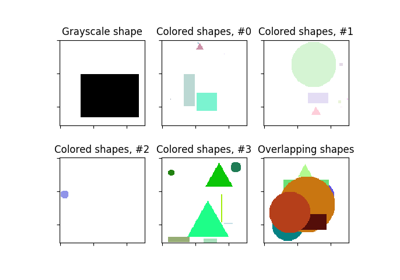 Grayscale shape
Colored shapes, #0
Colored shapes, #1
Colored shapes, #2
Colored shapes, #3
Overlapping shapes